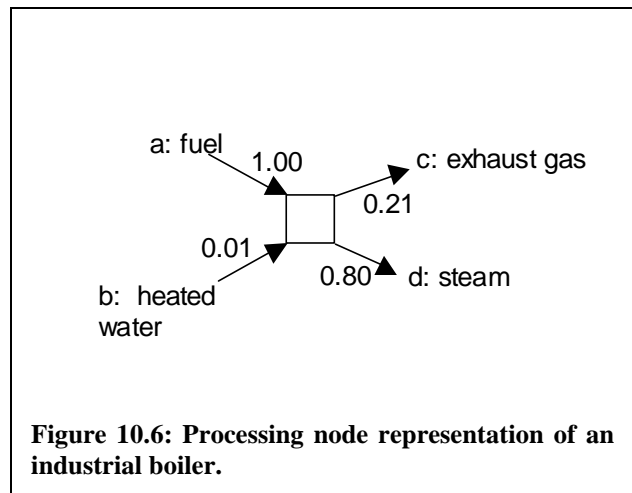 a: fuel
1.00
c: exhaust gas
0.21
0.01
0.80
d: steam
b: heated
water
Figure 10.6: Processing node representation of an
industrial boiler.